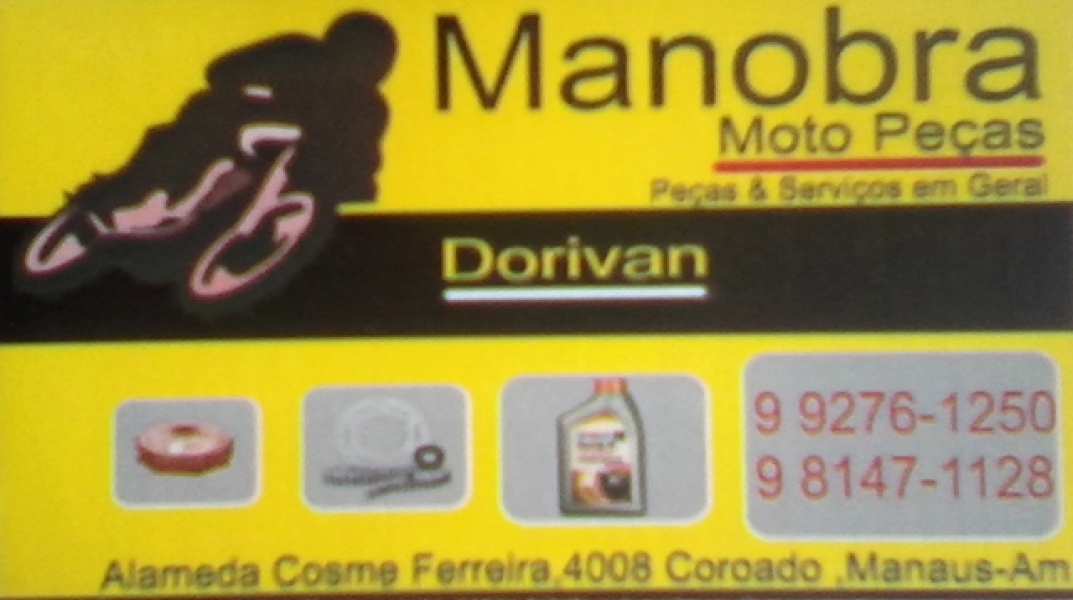 Manobra
Moto Peças
Peças & Serviços em Geral
Dorivan
9 9276-1250
9 8147-1128
Alameda Cosme Ferreira,4008 Coroado ,Manaus-Am